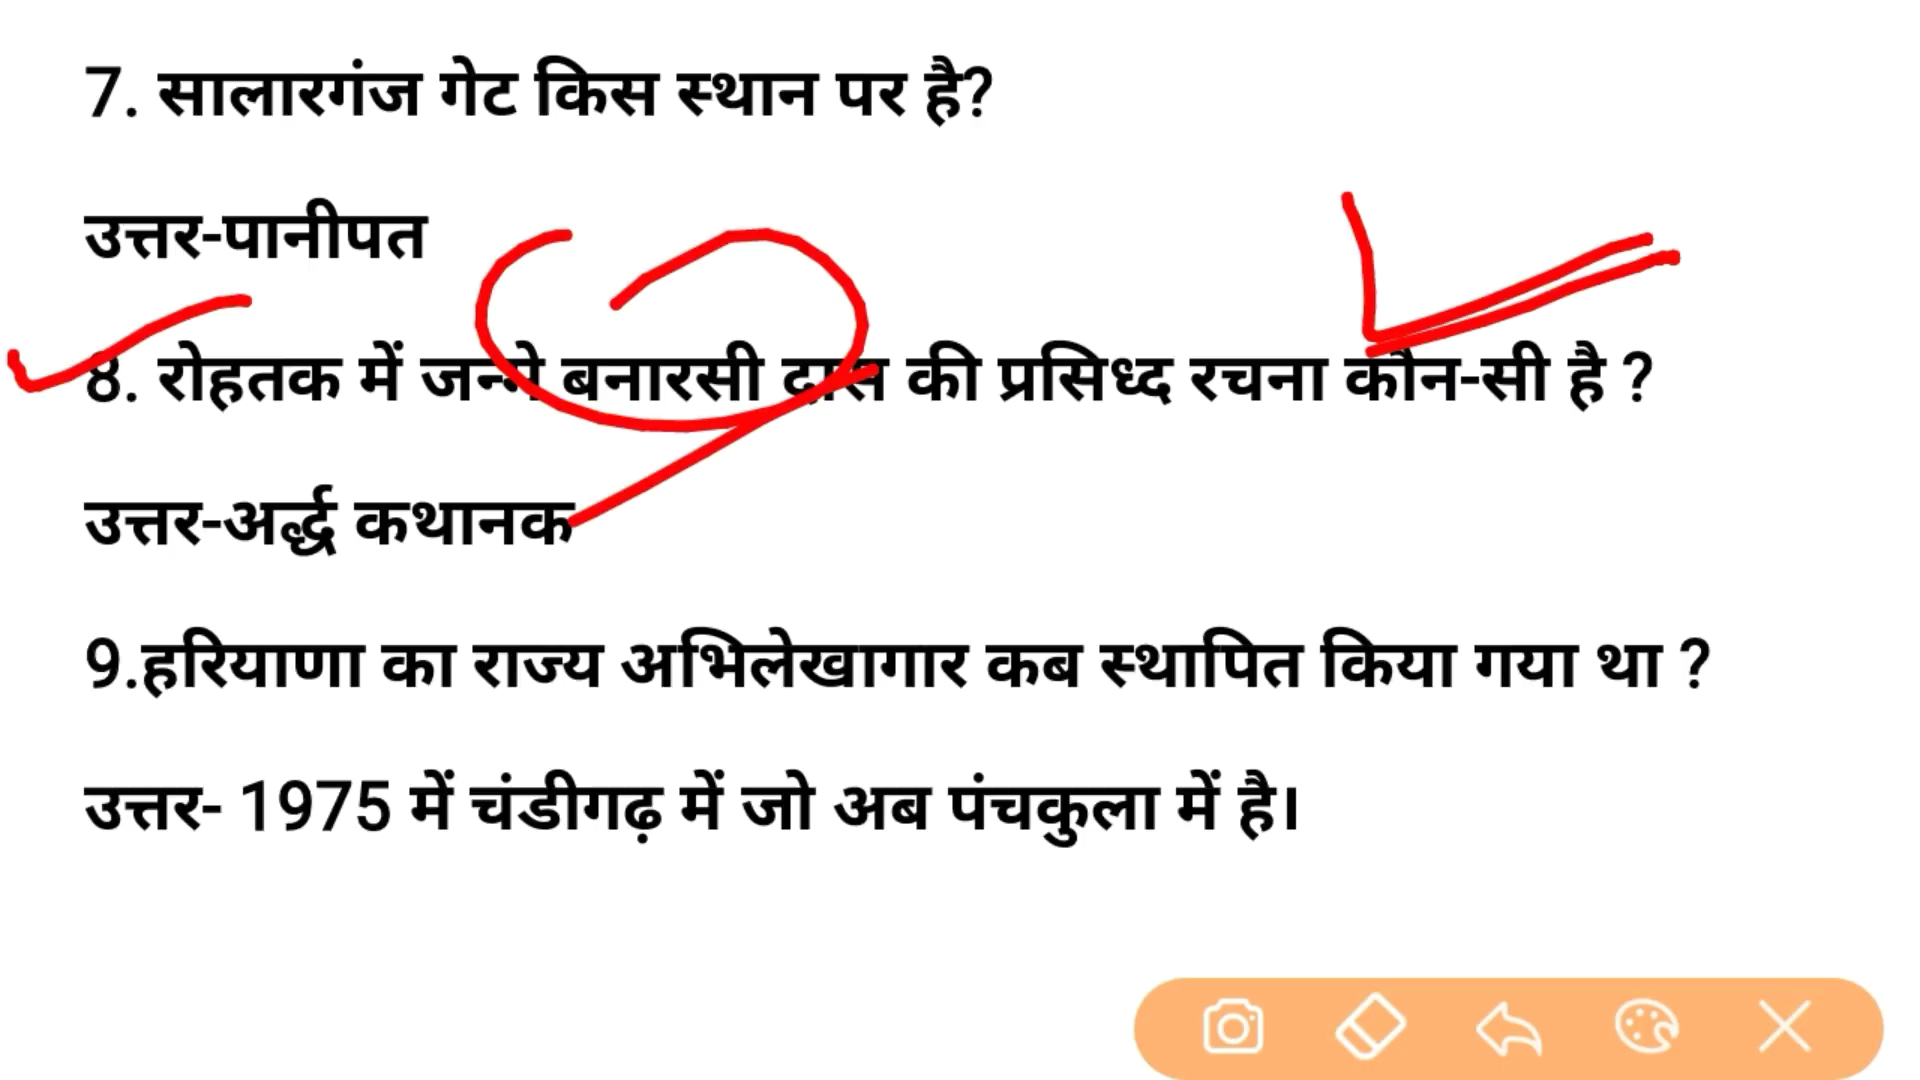 7. सालारगंज गेट किस स्थान पर है?
उत्तर-पानीपत
8. रोहतक में जन्मे बनारसी दास की प्रसिध्द रचना कौन-सी है ?
उत्तर-अर्द्ध कथानक
9.हरियाणा का राज्य अभिलेखागार कब स्थापित किया गया था ?
उत्तर- 1975 में चंडीगढ़ में जो अब पंचकुला में है।